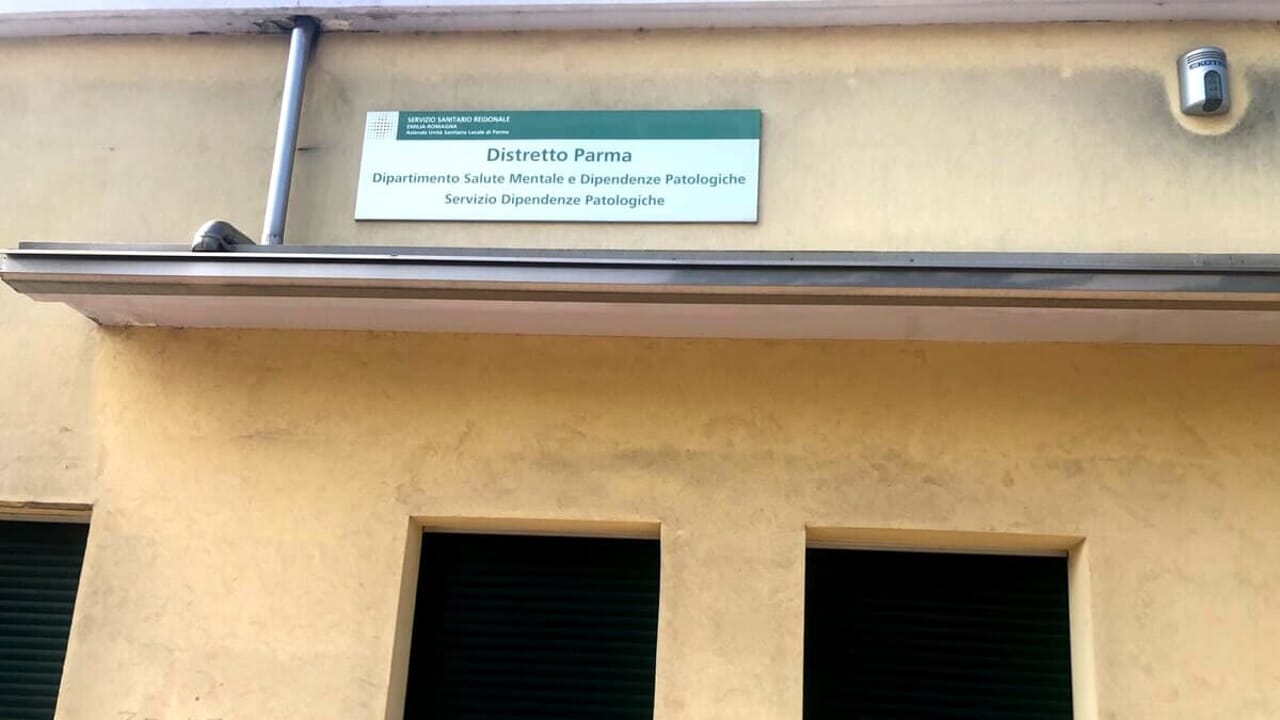 SERVIZIO SANITARIO REGIONALE
EMILIA-ROMAGNA
Azienda Unità Sanitaria Locale di Parma
Distretto Parma
Dipartimento Salute Mentale e Dipendenze Patologiche
Servizio Dipendenze Patologiche